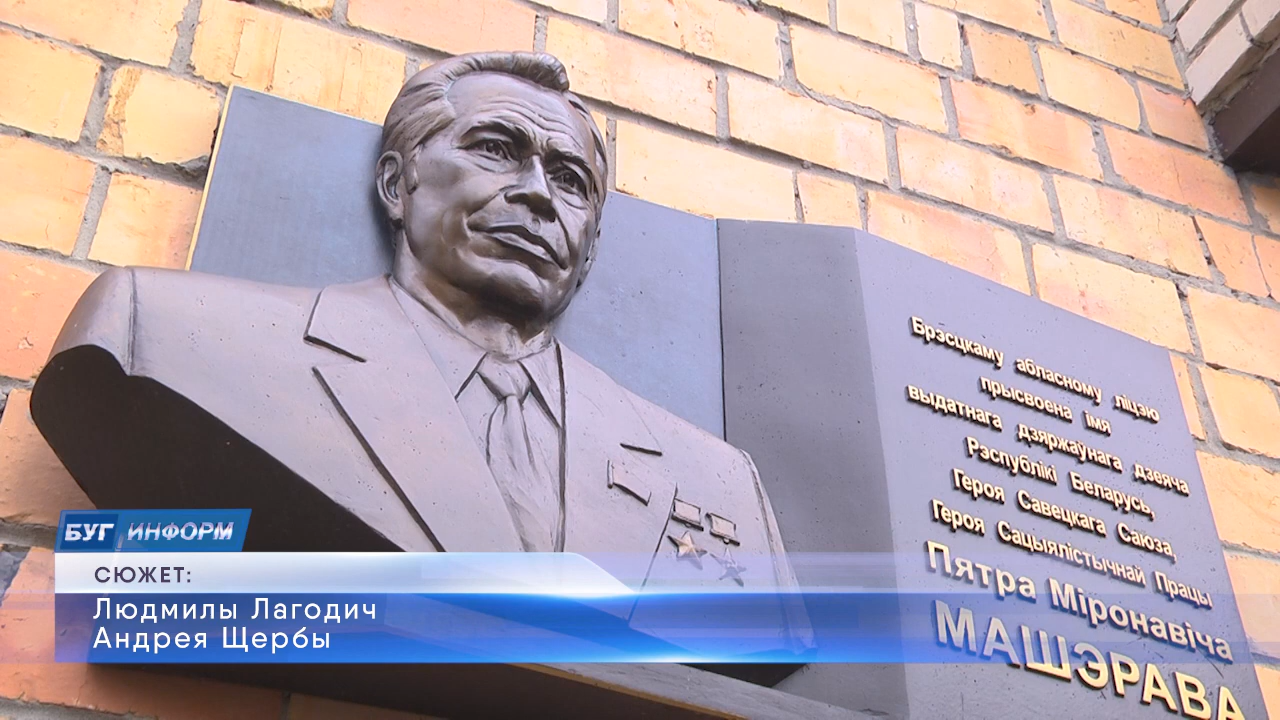 Брэсцкаму абласному ліцэю
прысвоена імя
выдатнага дзяржаўнага дзеяча
Рэспублікі Беларусь,
Героя Савецкага Саюза,
Героя Сацыялістычнай Працы
Пятра Міронавіча
МАШЭРАВА
БУГ ИНФОРМ
СЮЖЕТ:
Людмилы Лагодич
Андрея Щербы